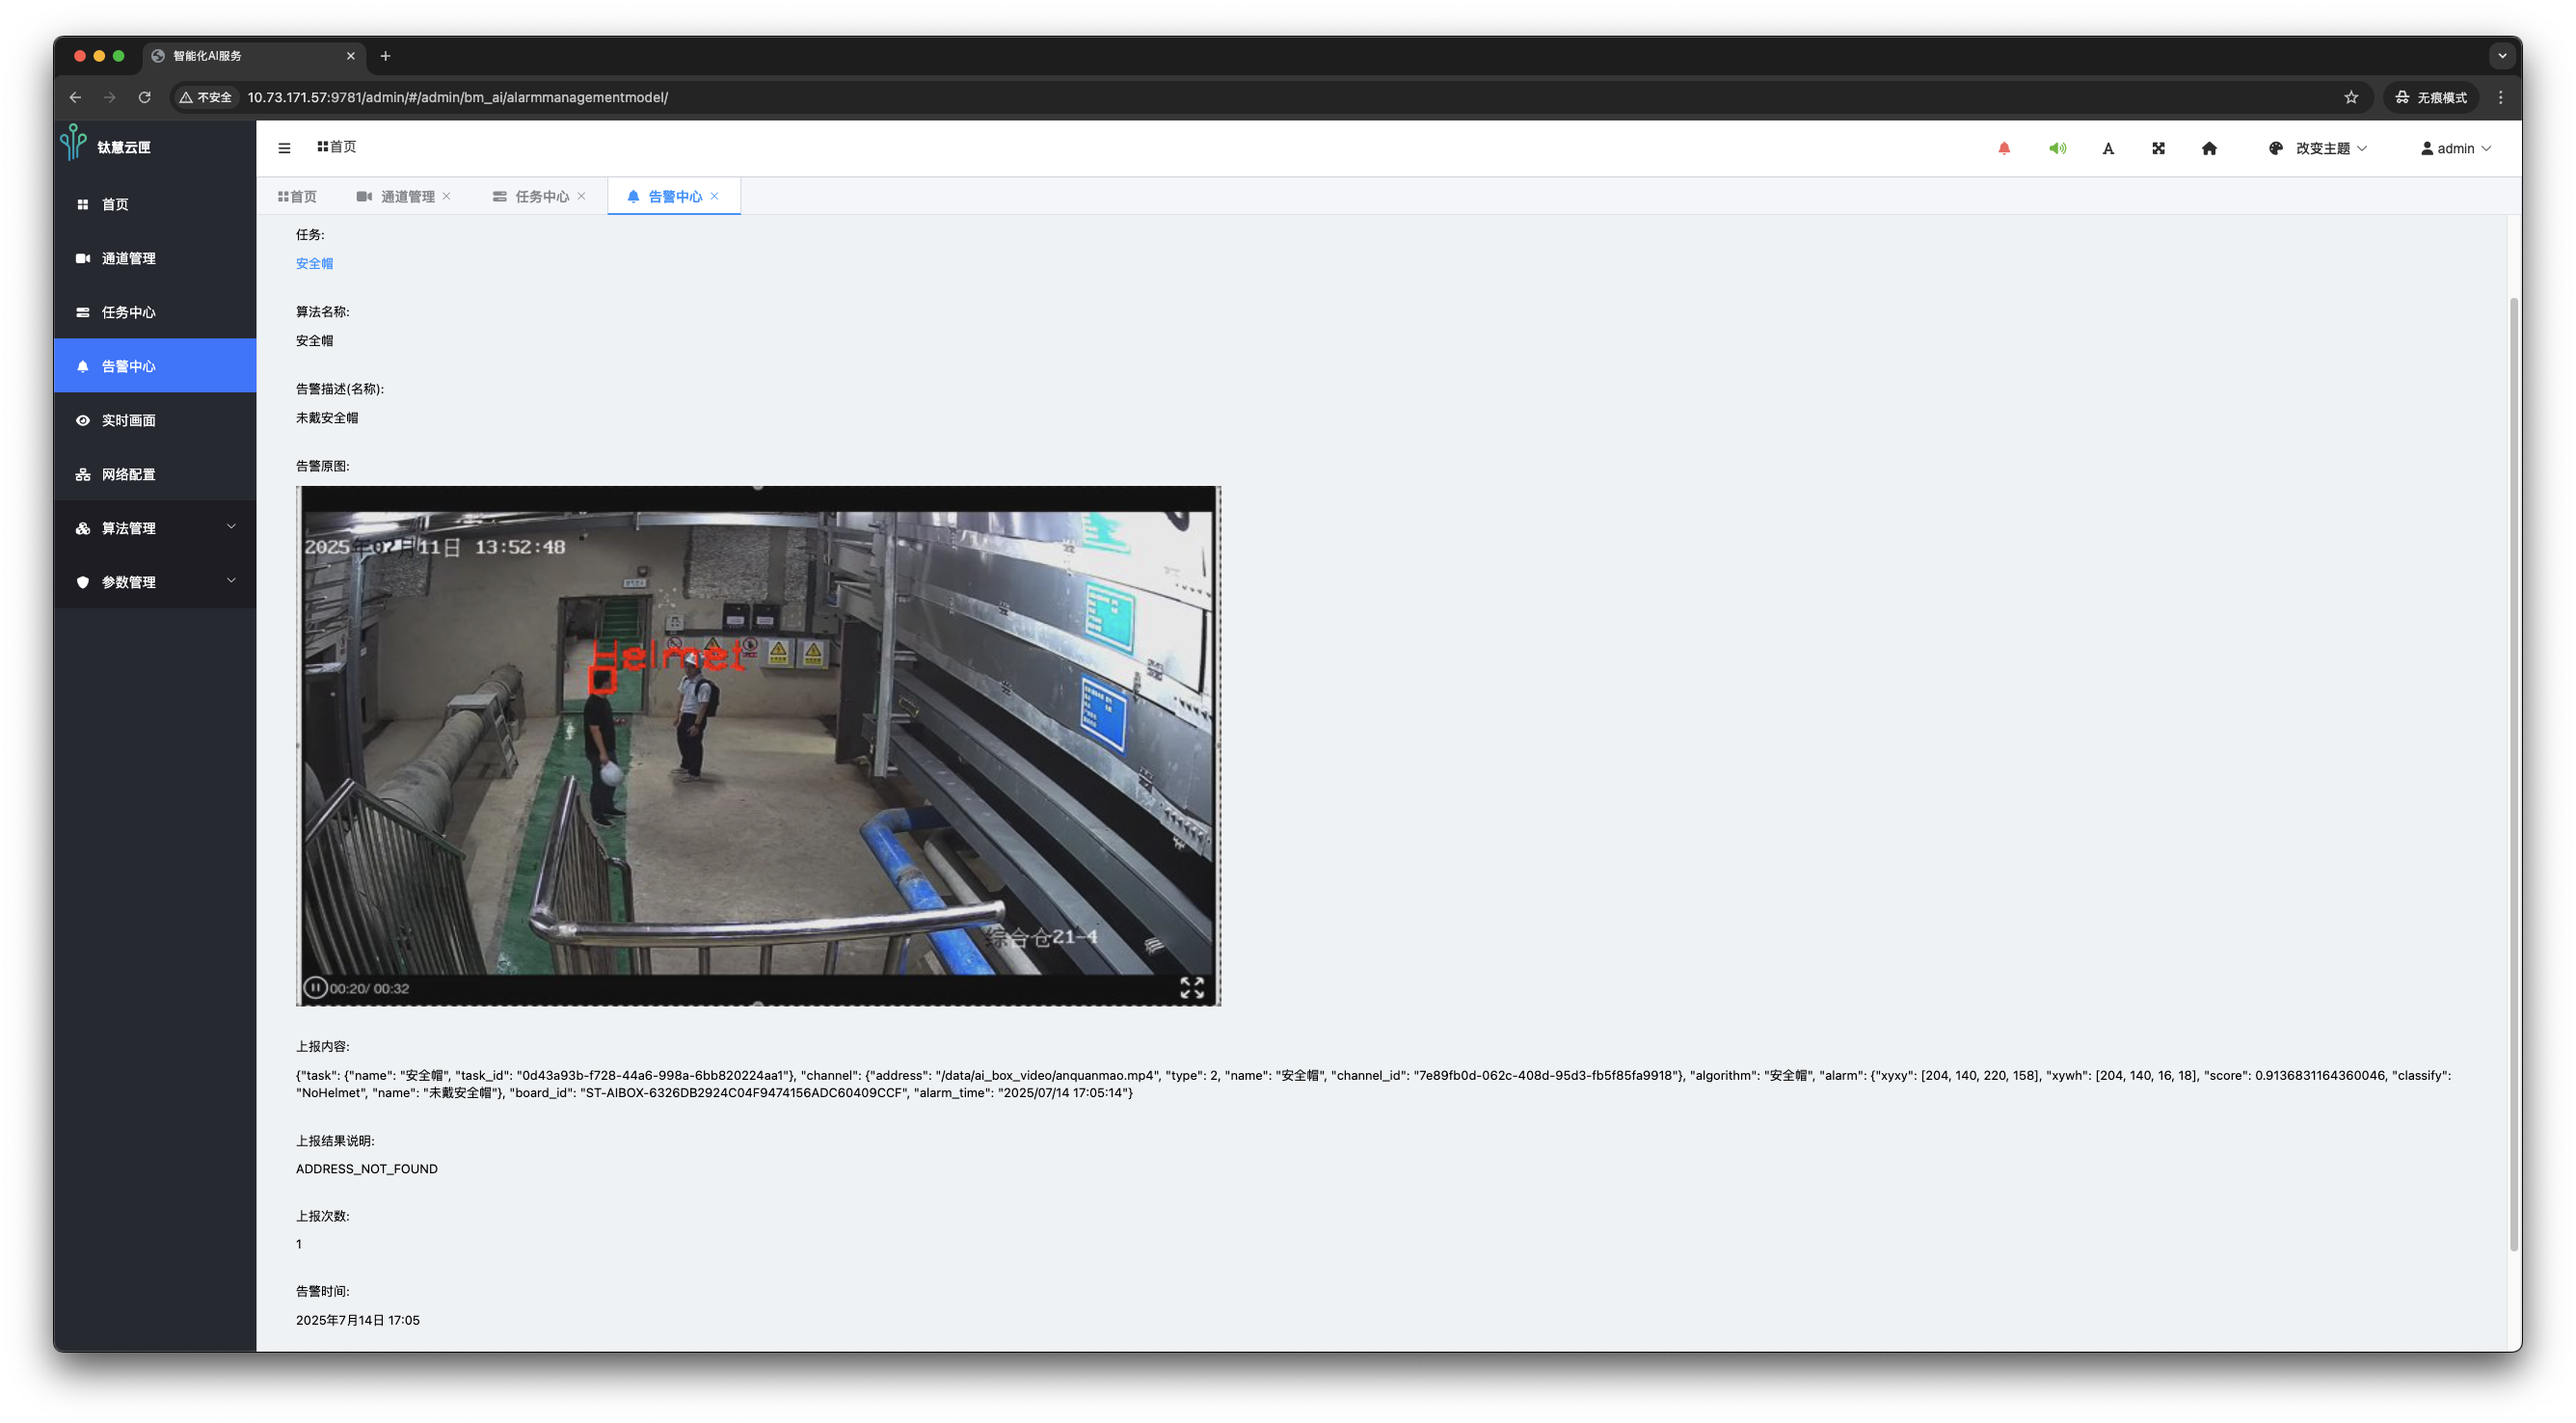 智能化AI服务
不安全 10.73.171.57:9781/admin/#/admin/bm_ai/alarmmanagementmodel/ 无痕模式
钛慧云匣
首页 改变主题 admin
首页 通道管理 任务中心 告警中心
首页
通道管理
任务中心
告警中心
实时画面
网络配置
算法管理
参数管理
任务:
安全帽
算法名称:
安全帽
告警描述(名称):
未戴安全帽
告警原图:
2025年07月11日 13:52:48
Helmet
综合仓21-4
00:20/ 00:32
上报内容:
{"task": {"name": "安全帽", "task_id": "0d43a93b-f728-44a6-998a-6bb820224aa1"}, "channel": {"address": "/data/ai_box_video/anquanmao.mp4", "type": 2, "name": "安全帽", "channel_id": "7e89fb0d-062c-408d-95d3-fb5f85fa9918"}, "algorithm": "安全帽", "alarm": {"xyxy": [204, 140, 220, 158], "xywh": [204, 140, 16, 18], "score": 0.9136831164360046, "classify":
"NoHelmet", "name": "未戴安全帽"}, "board_id": "ST-AIBOX-6326DB2924C04F9474156ADC60409CCF", "alarm_time": "2025/07/14 17:05:14"}
上报结果说明:
ADDRESS_NOT_FOUND
上报次数:
1
告警时间:
2025年7月14日 17:05